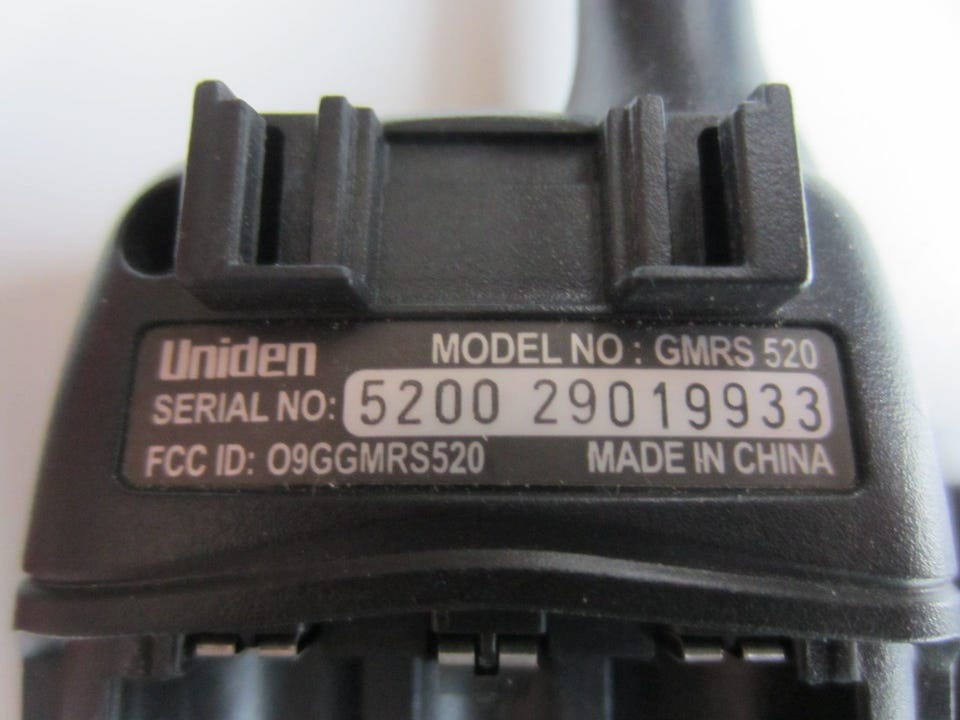 Uniden MODEL NO : GMRS 520
SERIAL NO: 5200 29019933
FCC ID: O9GGMRS520 MADE IN CHINA